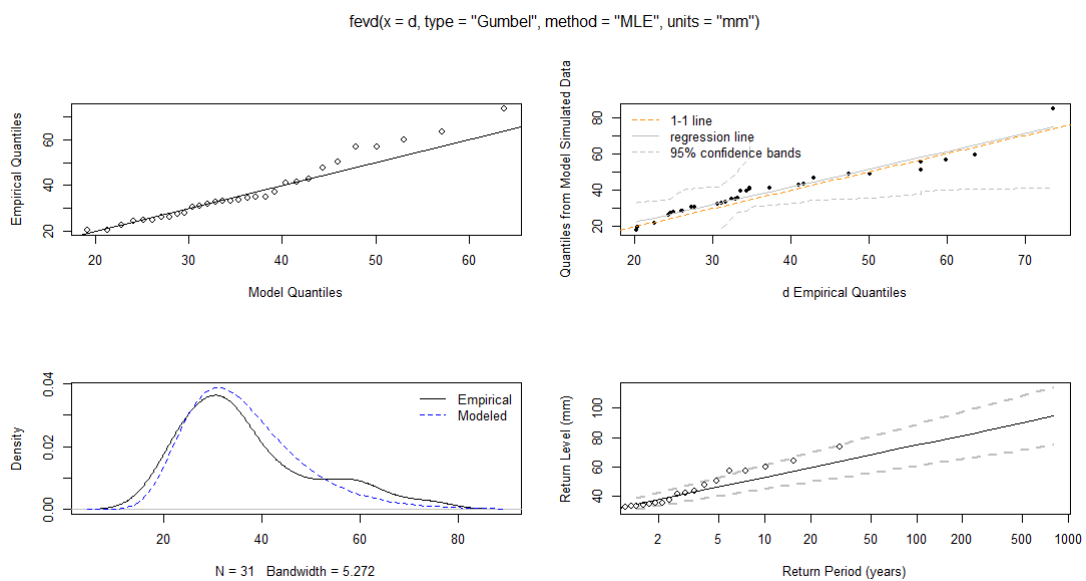 fevd(x = d, type = "Gumbel", method = "MLE", units = "mm")
Empirical Quantiles
20
40
60
20
30
40
50
60
Model Quantiles
Quantiles from Model Simulated Data
20
40
60
80
1-1 line
regression line
95% confidence bands
20
30
40
50
60
70
d Empirical Quantiles
Density
0.00
0.02
0.04
Empirical
Modeled
20
40
60
80
N = 31 Bandwidth = 5.272
Return Level (mm)
40
60
80
100
2
5
10
20
50
100
200
500
1000
Return Period (years)